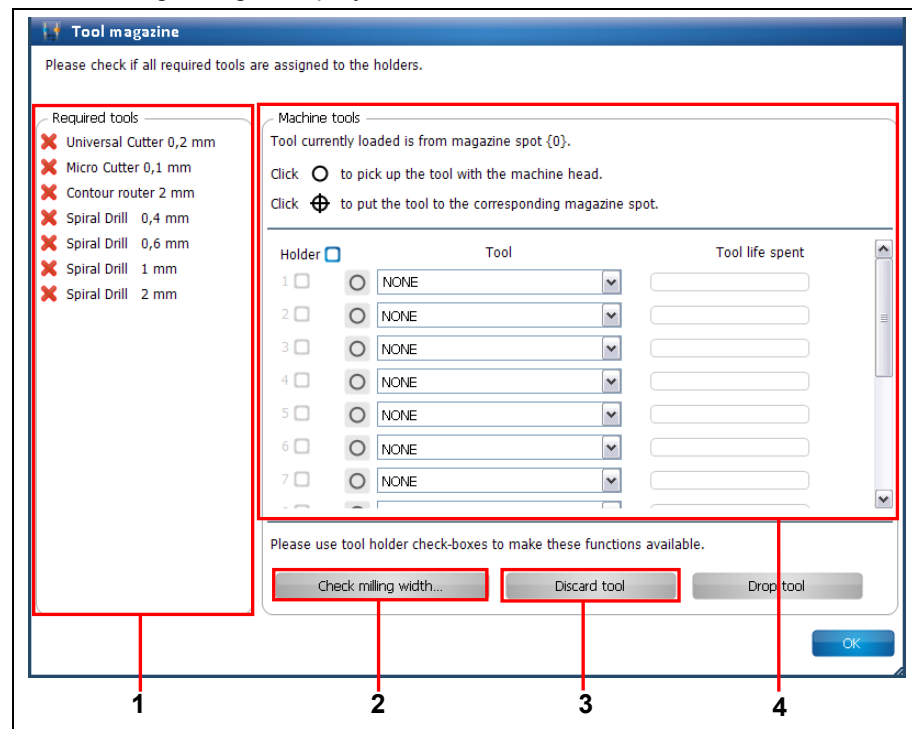 Tool magazine
Please check if all required tools are assigned to the holders.
Required tools
Universal Cutter 0,2 mm
Micro Cutter 0,1 mm
Contour router 2 mm
Spiral Drill 0,4 mm
Spiral Drill 0,6 mm
Spiral Drill 1 mm
Spiral Drill 2 mm
Machine tools
Tool currently loaded is from magazine spot {0}.
Click to pick up the tool with the machine head.
Click to put the tool to the corresponding magazine spot.
Holder Tool Tool life spent
1 NONE
2 NONE
3 NONE
4 NONE
5 NONE
6 NONE
7 NONE
Please use tool holder check-boxes to make these functions available.
Check milling width... Discard tool Drop tool
OK
1 2 3 4